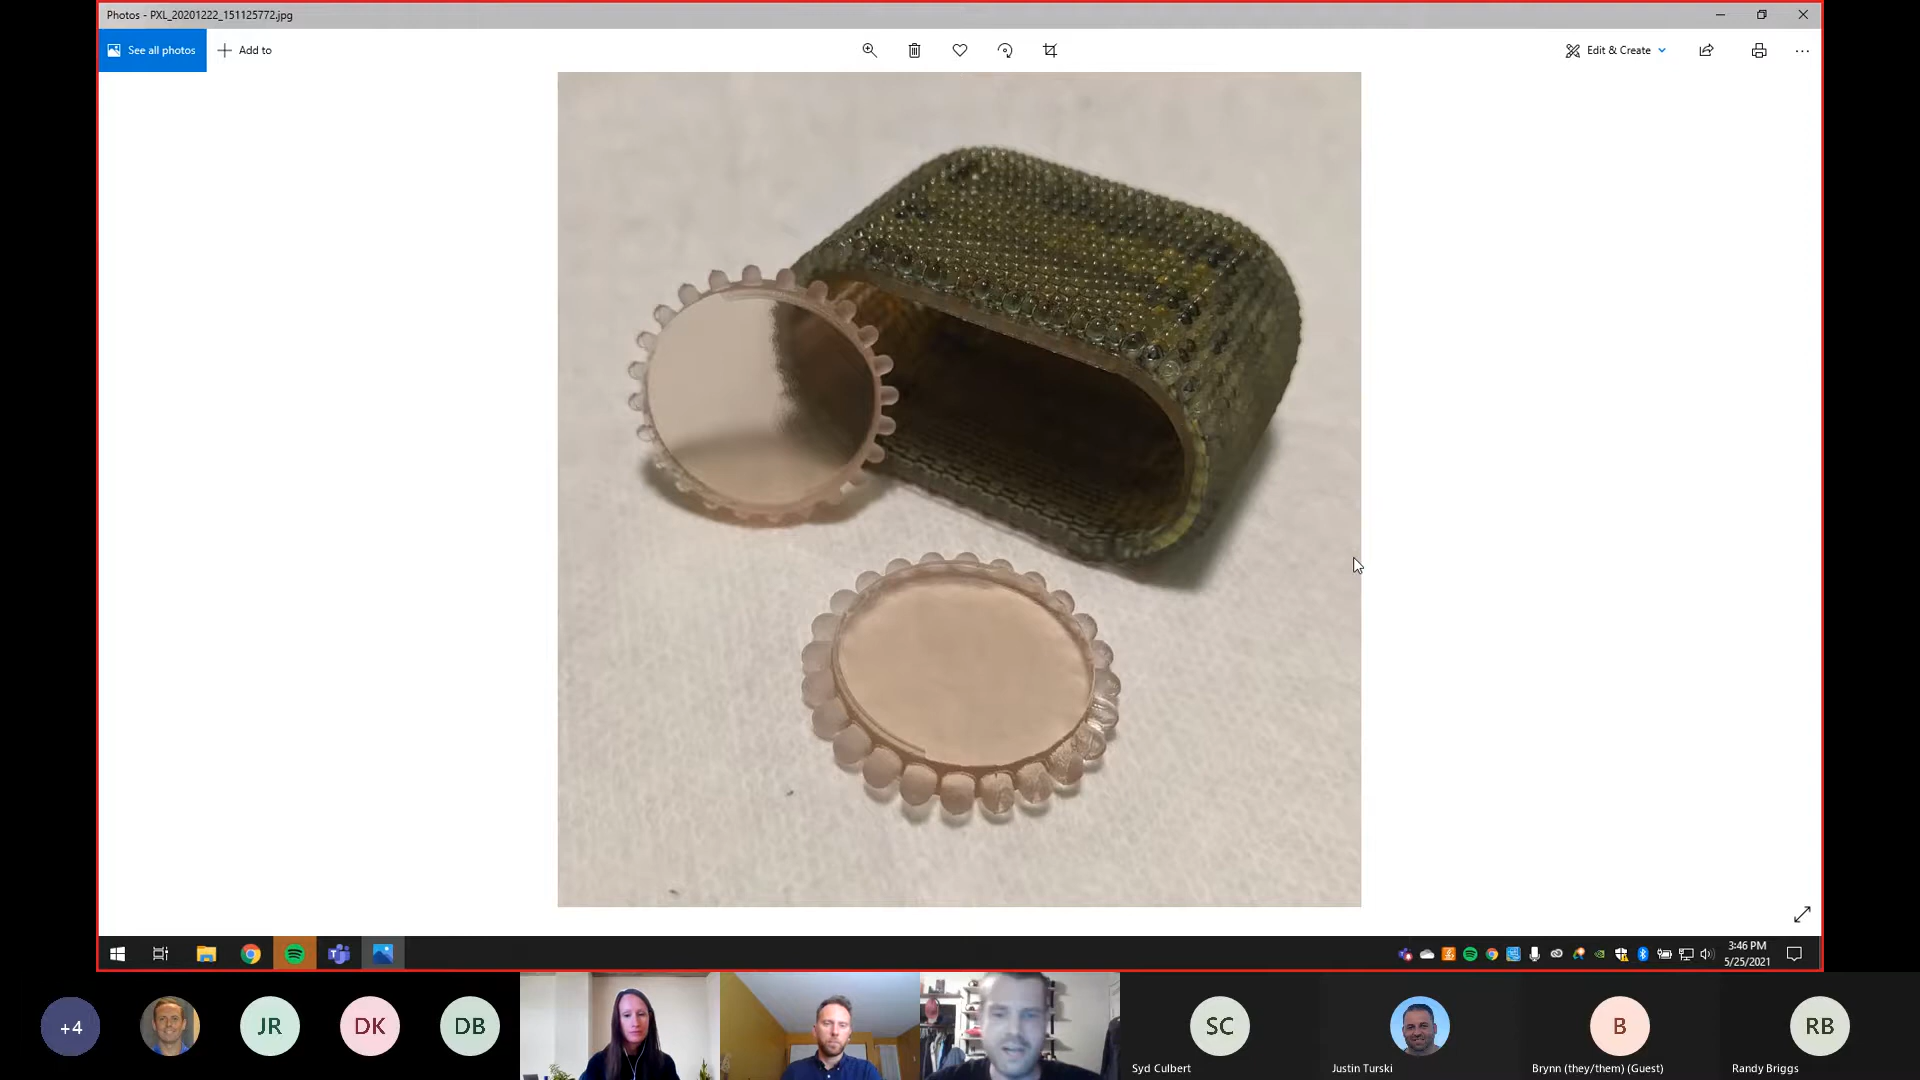 Photos - PXL_20201222_151125772.jpg
See all photos
Add to
Edit & Create
3:46 PM
5/25/2021
+4
JR
DK
DB
SC
Syd Culbert
Justin Turski
B
Brynn (they/them) (Guest)
RB
Randy Briggs